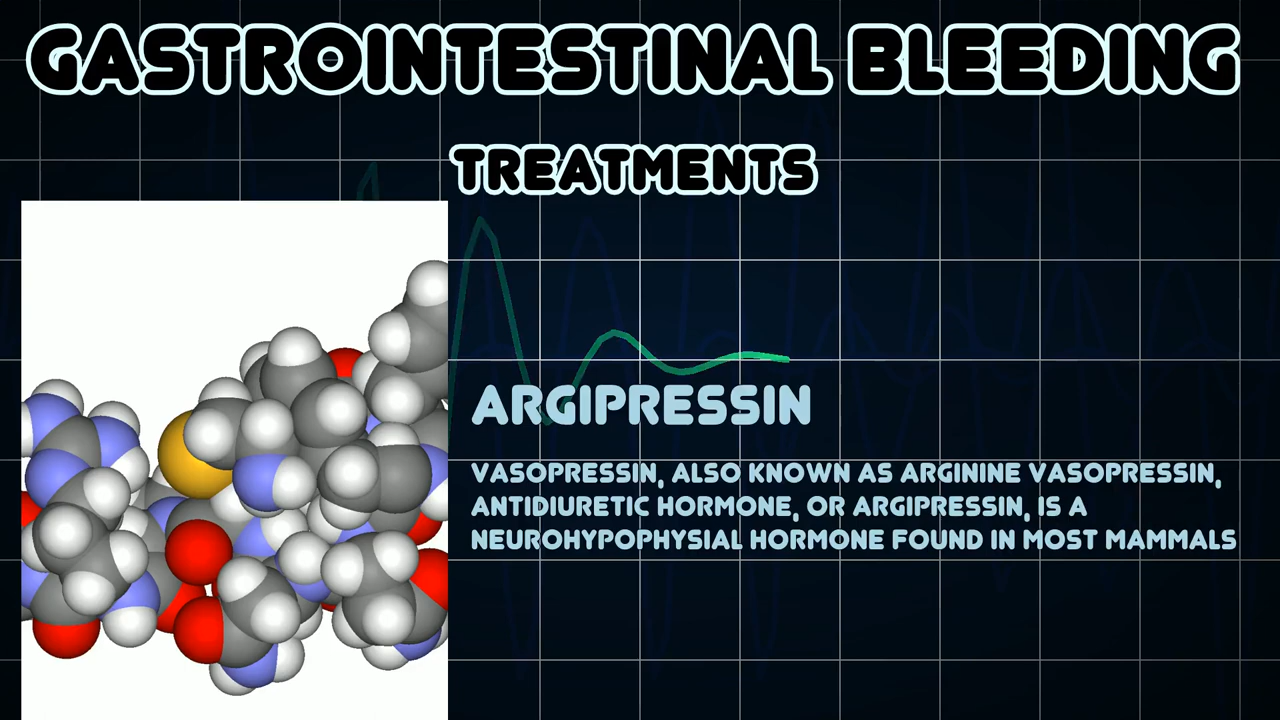 GASTROINTESTINAL BLEEDING
TREATMENTS
ARGIPRESSIN
VASOPRESSIN, ALSO KNOWN AS ARGININE VASOPRESSIN,
ANTIDIURETIC HORMONE, OR ARGIPRESSIN, IS A
NEUROHYPOPHYSIAL HORMONE FOUND IN MOST MAMMALS